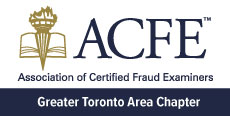 ACFE™
Association of Certified Fraud Examiners
Greater Toronto Area Chapter